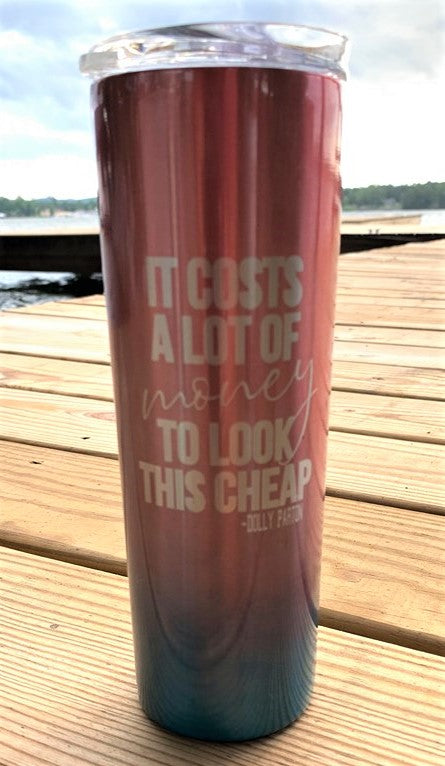 IT COSTS
A LOT OF
money
TO LOOK
THIS CHEAP
-DOLLY PARTON